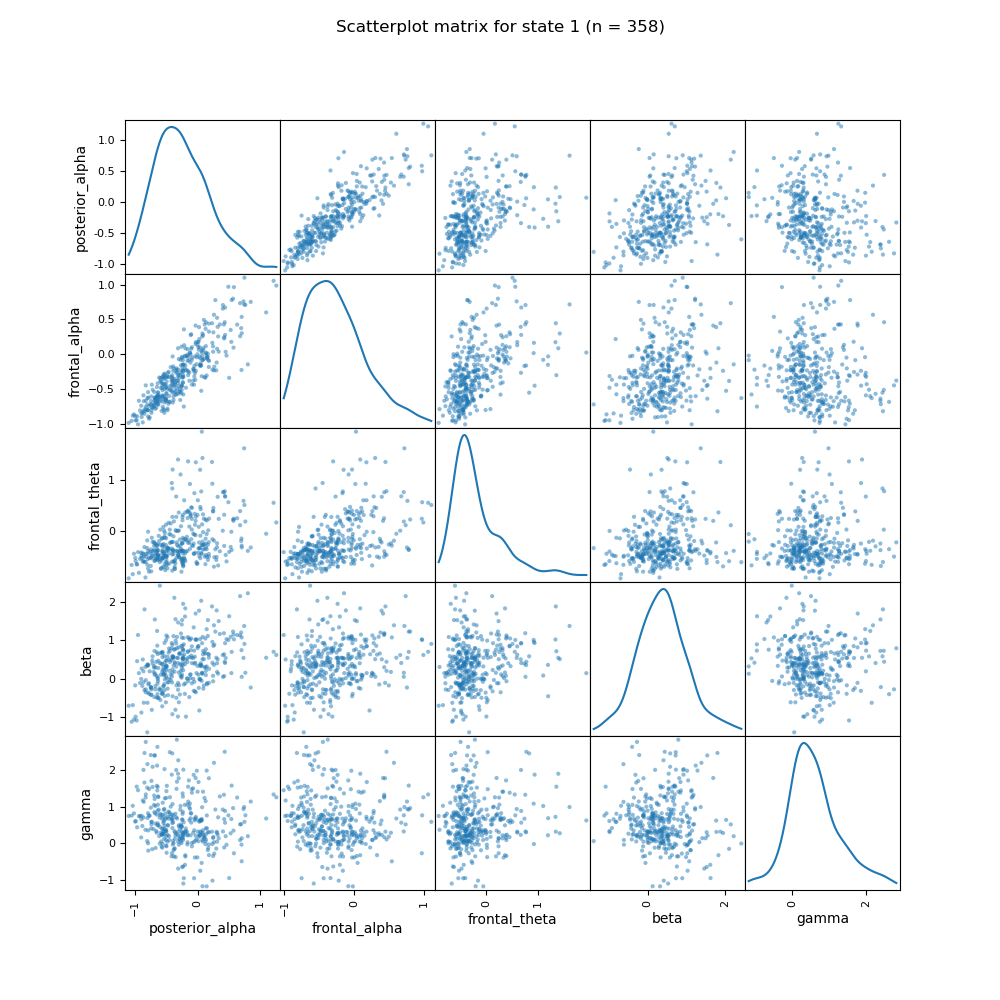 Scatterplot matrix for state 1 (n = 358)
posterior_alpha
1.0
0.5
0.0
-0.5
-1.0
frontal_alpha
1.0
0.5
0.0
−0.5
−1.0
frontal_theta
1
0
beta
2
1
0
−1
gamma
2
1
0
−1
−1
0
1
−1
0
1
0
1
0
2
0
2
posterior_alpha
frontal_alpha
frontal_theta
beta
gamma